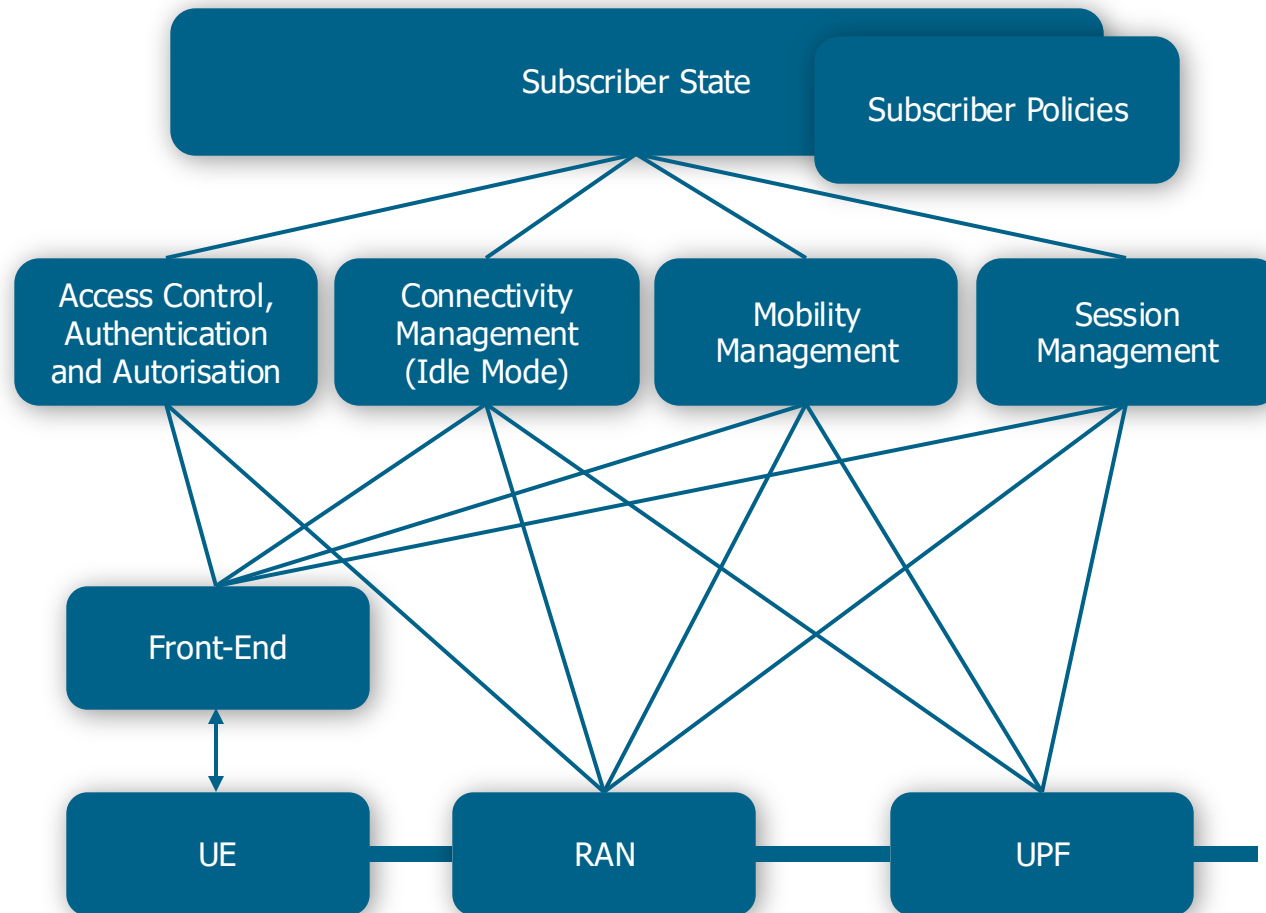 Subscriber State
Subscriber Policies
Access Control,
Authentication
and Autorisation
Connectivity
Management
(Idle Mode)
Mobility
Management
Session
Management
Front-End
UE
RAN
UPF